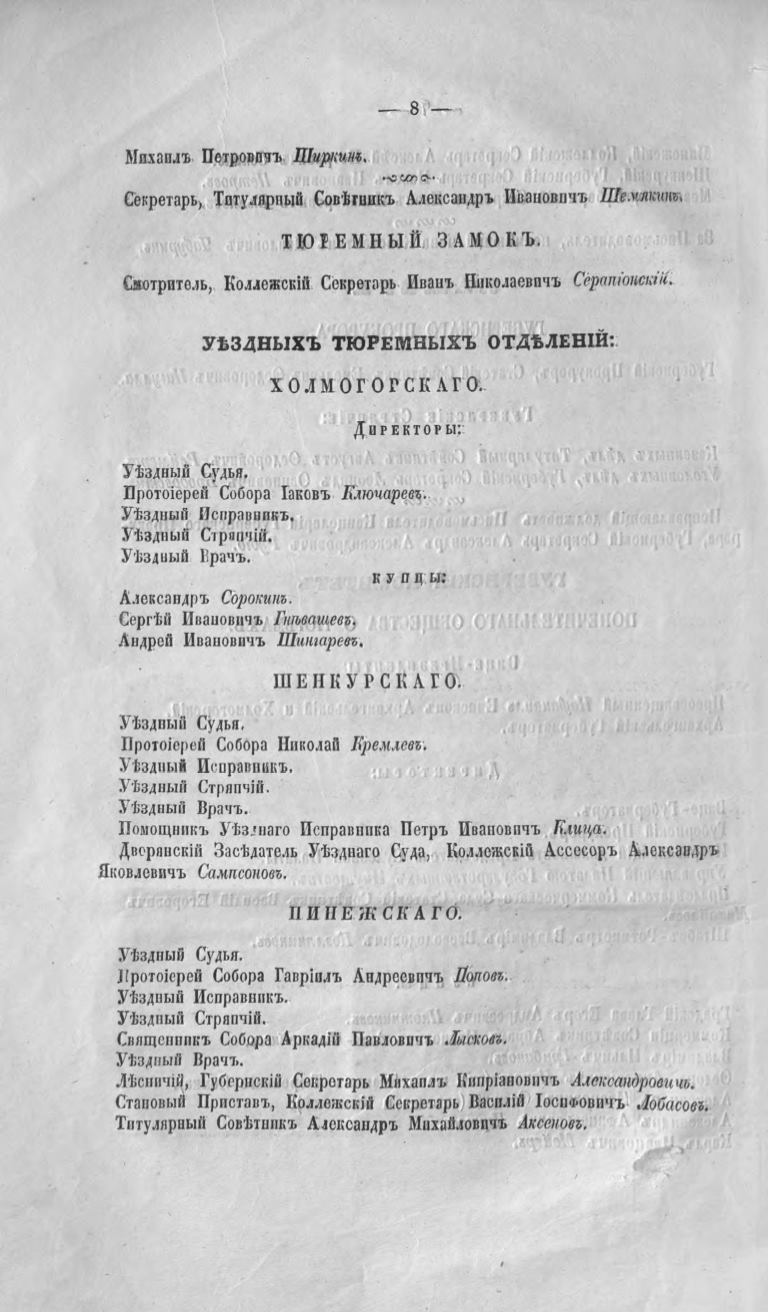 — 8 —
Михаилъ Петровичъ Ширкинъ.
Секретарь, Титулярный Совѣтникъ Александръ Ивановичъ Шемякинъ.
ТЮРЕМНЫЙ ЗАМОКЪ.
Смотритель, Коллежскій Секретарь Иванъ Николаевичъ Серапіонскій.
УѢЗДНЫХЪ ТЮРЕМНЫХЪ ОТДѢЛЕНІЙ:
ХОЛМОГОРСКАГО.
Директоры:
Уѣздный Судья.
Протоіерей Собора Іаковъ Ключаревъ.
Уѣздный Исправникъ.
Уѣздный Стряпчій.
Уѣздный Врачъ.
КУПЦЫ:
Александръ Сорокинъ.
Сергѣй Ивановичъ Гнѣвашевъ.
Андрей Ивановичъ Шингаревъ.
ШЕНКУРСКАГО.
Уѣздный Судья.
Протоіерей Собора Николай Кремлевъ.
Уѣздный Исправникъ.
Уѣздный Стряпчій.
Уѣздный Врачъ.
Помощникъ Уѣзднаго Исправника Петръ Ивановичъ Клица.
Дворянскій Засѣдатель Уѣзднаго Суда, Коллежскій Ассесоръ Александръ
Яковлевичъ Сампсоновъ.
ПИНЕЖСКАГО.
Уѣздный Судья.
Протоіерей Собора Гавріилъ Андреевичъ Поповъ.
Уѣздный Исправникъ.
Уѣздный Стряпчій.
Священникъ Собора Аркадій Павловичъ Лысковъ.
Уѣздный Врачъ.
Лѣсничій, Губернскій Секретарь Михаилъ Кипріановичъ Александровичъ.
Становый Приставъ, Коллежскій Секретарь Василій Іосифовичъ Лобасовъ.
Титулярный Совѣтникъ Александръ Михайловичъ Аксеновъ.